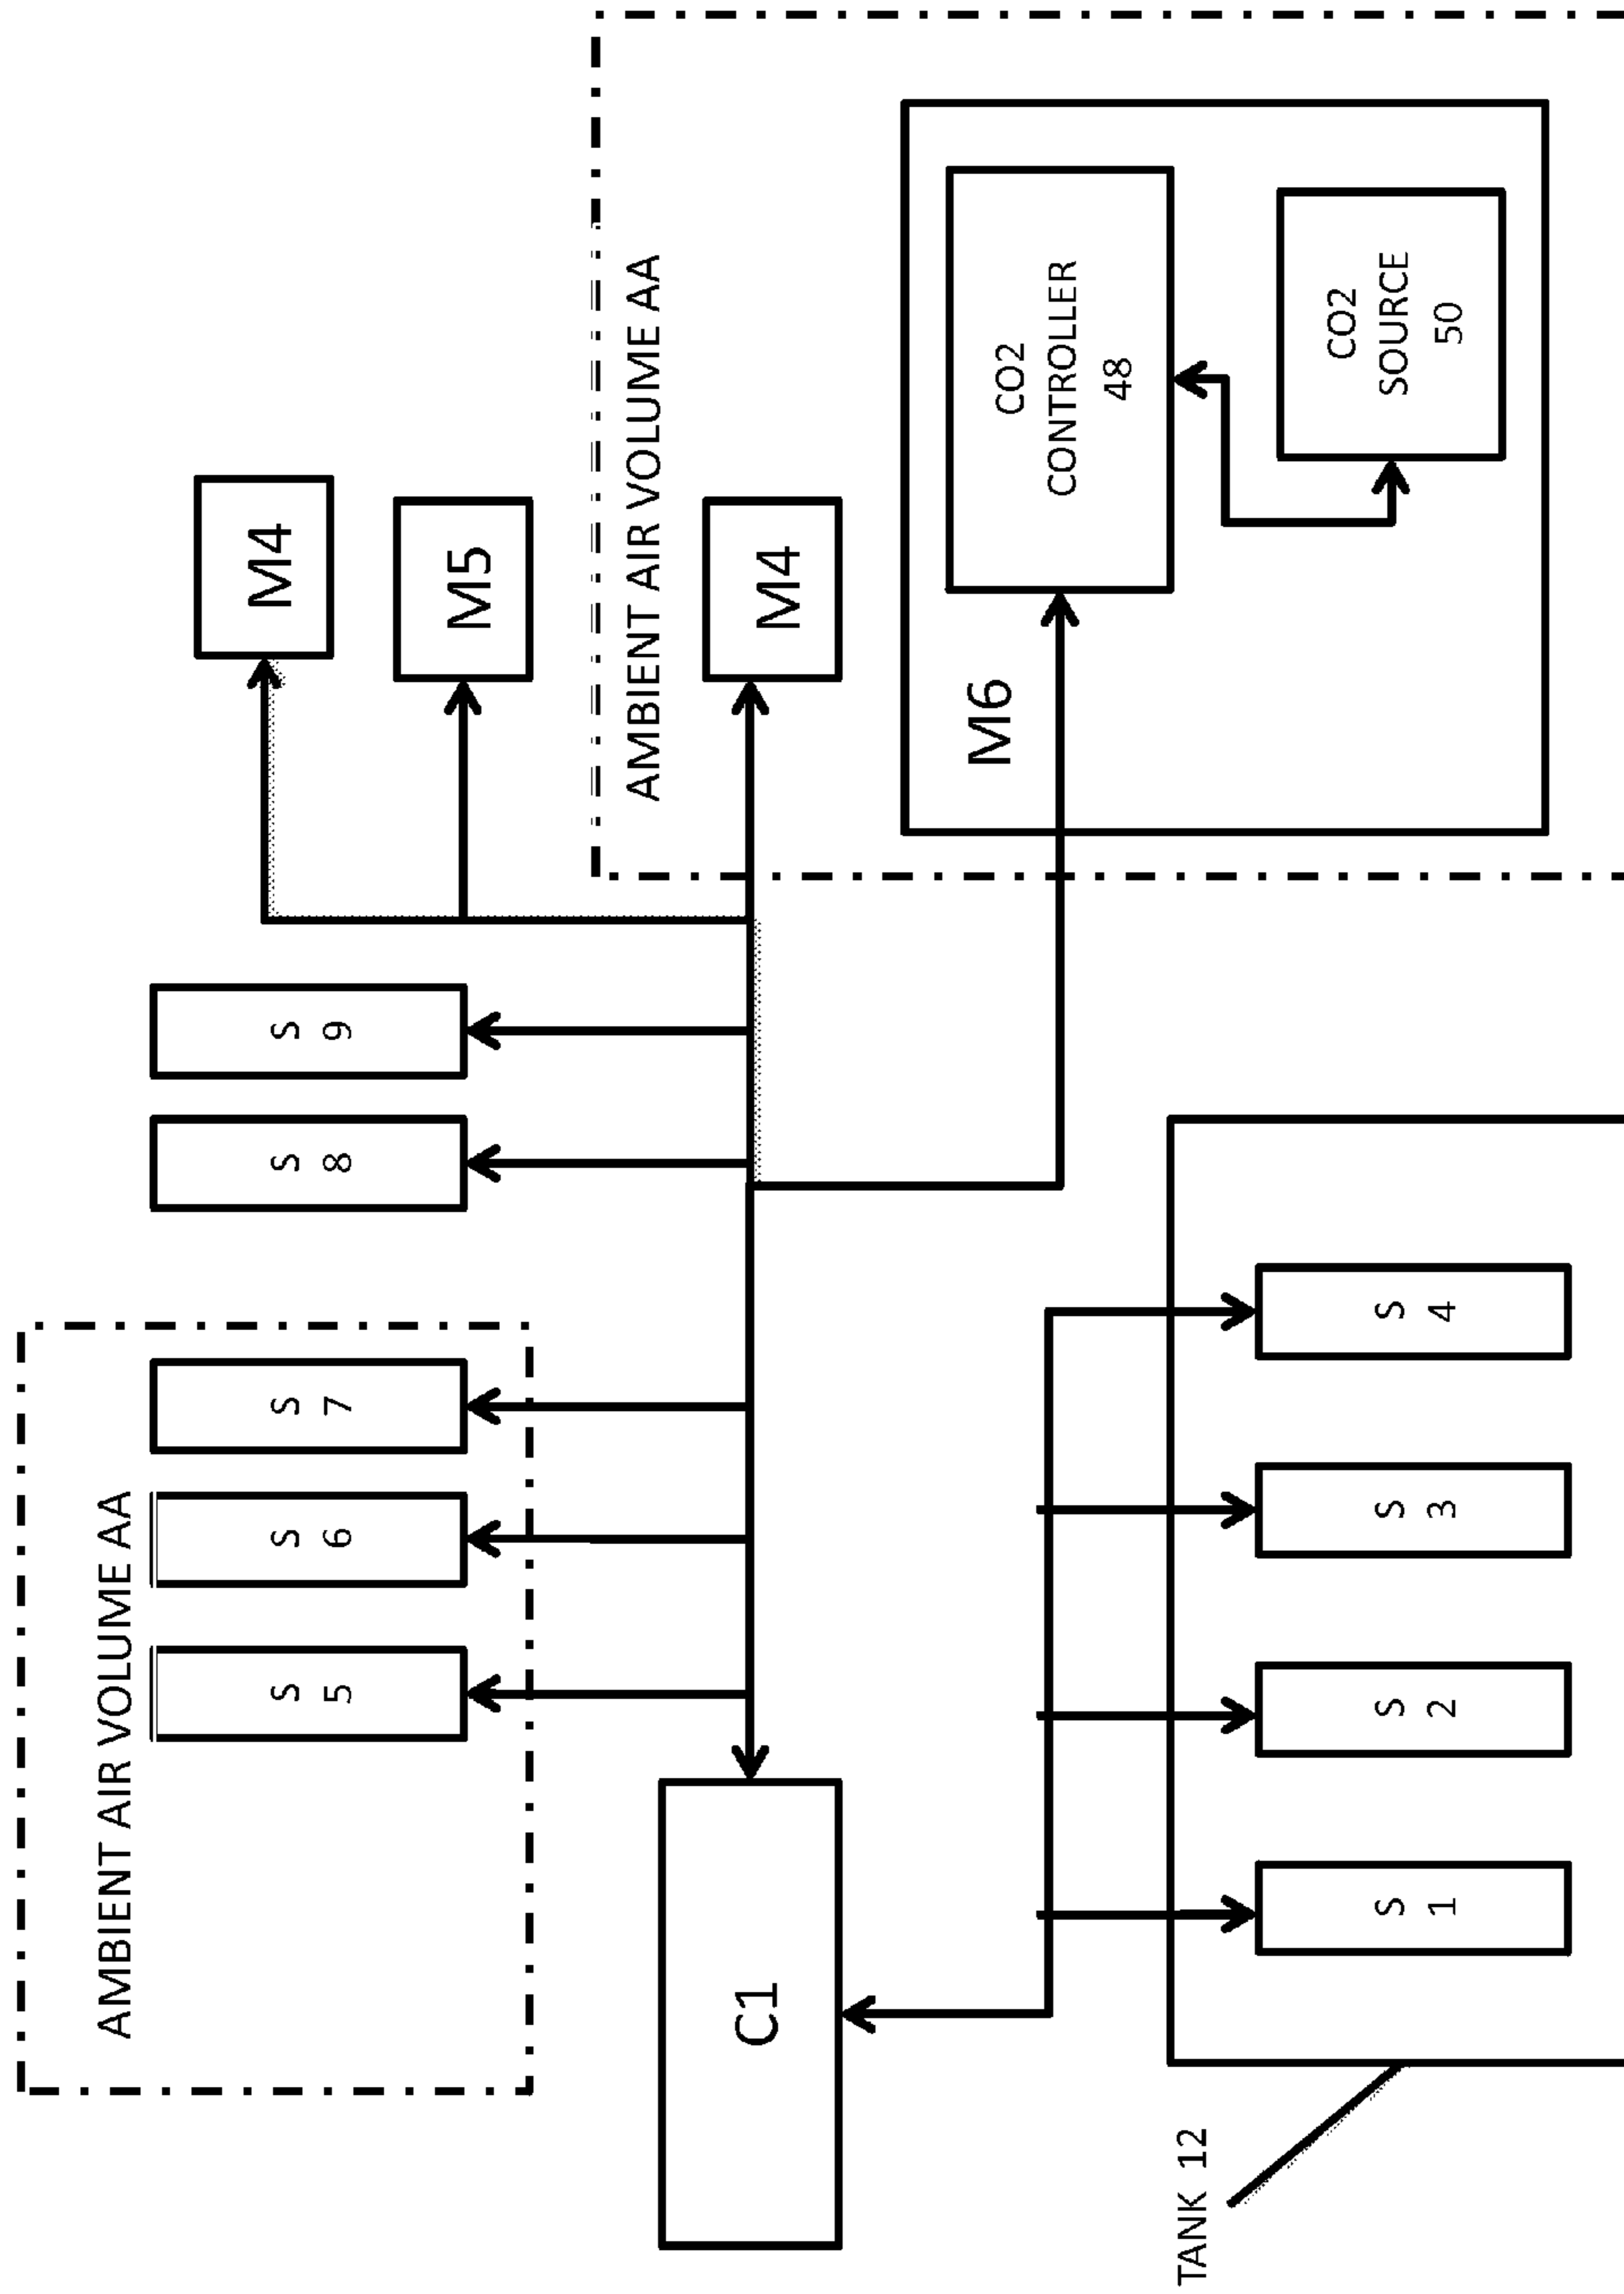 AMBIENT AIR VOLUME AA
S
5
S
6
S
7
S
8
S
9
M4
M5
AMBIENT AIR VOLUME AA
C1
M4
M6
CO2
CONTROLLER
48
TANK 12
CO2
SOURCE
50
S
1
S
2
S
3
S
4